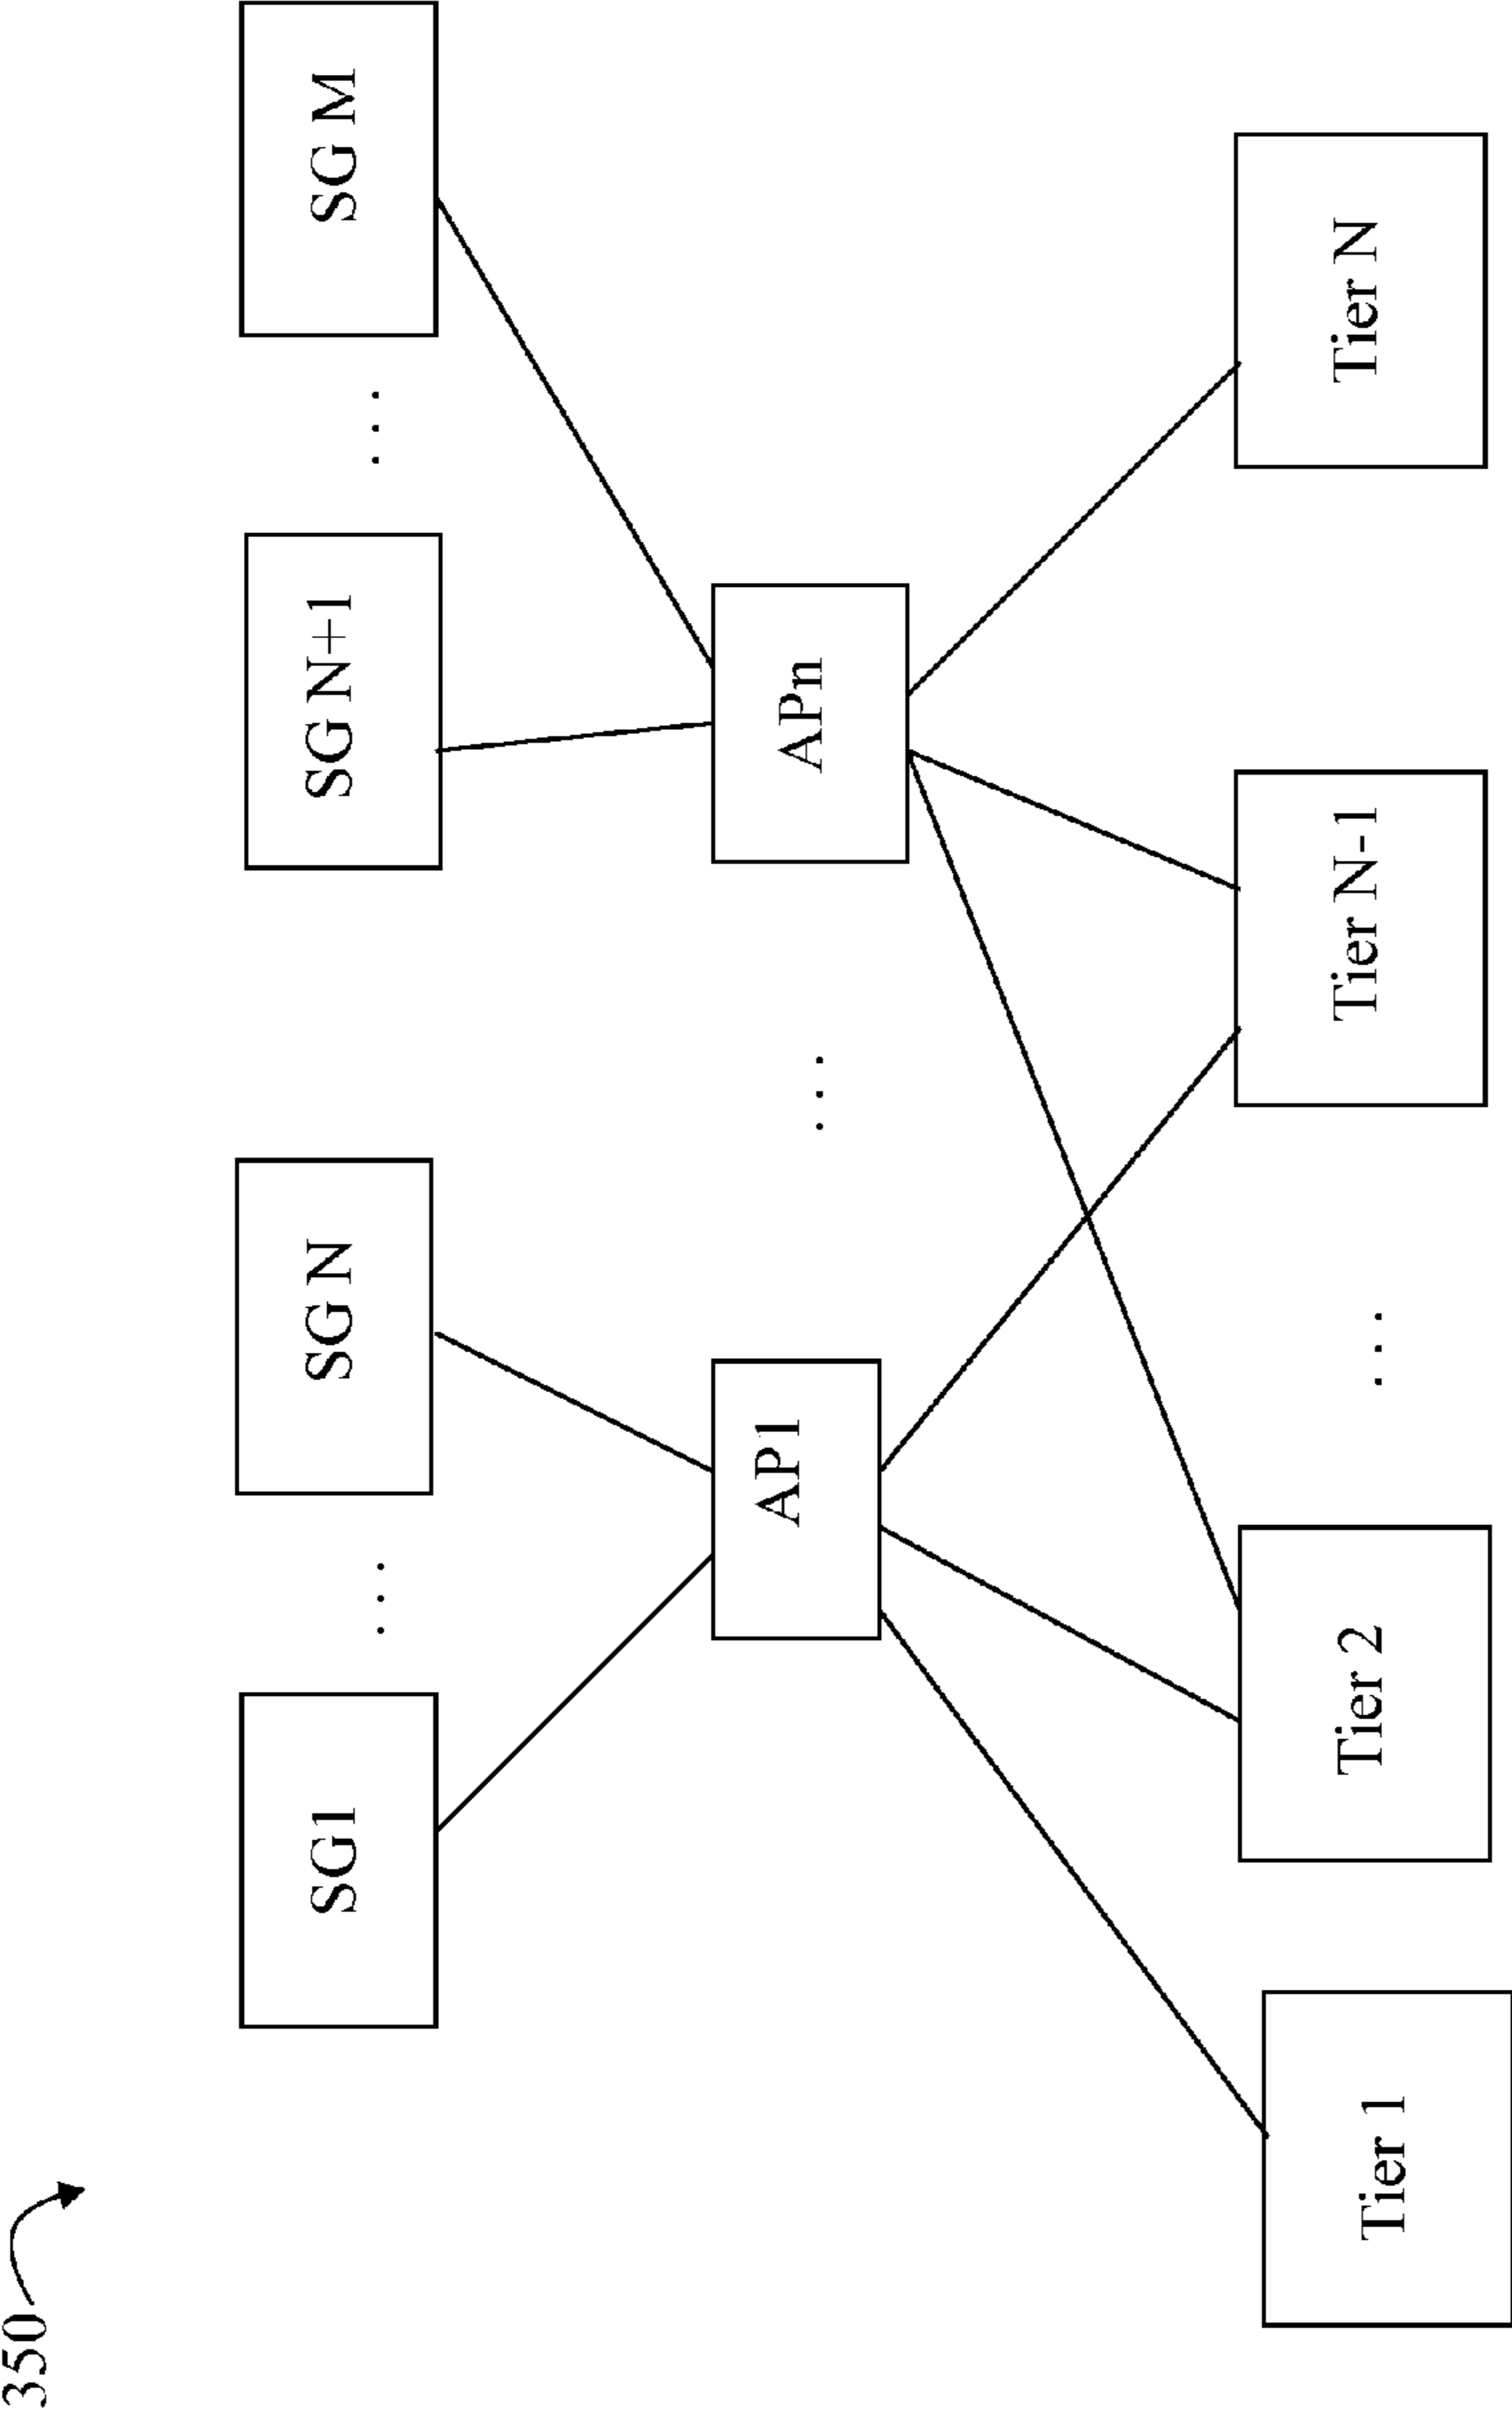 350
SG1
. . .
SG N
SG N+1
. . .
SG M
AP1
. . .
APn
Tier 1
Tier 2
. . .
Tier N-1
Tier N